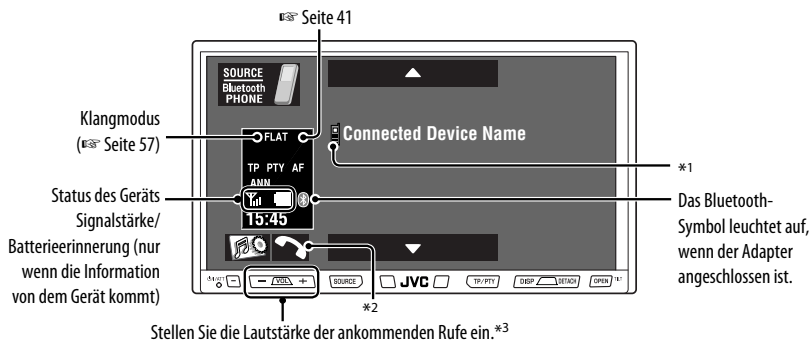 ☞ Seite 41
SOURCE
Bluetooth
PHONE
Klangmodus
(☞ Seite 57)
FLAT
Connected Device Name
TP PTY AF
ANN
*1
Status des Geräts
Signalstärke/
Batterieerinnerung (nur
wenn die Information
von dem Gerät kommt)
15:45
Das Bluetooth-
Symbol leuchtet auf,
wenn der Adapter
angeschlossen ist.
− VOL +
SOURCE
JVC
TP/PTY
DISP
DETACH
OPEN
TILT
*2
Stellen Sie die Lautstärke der ankommenden Rufe ein.*3